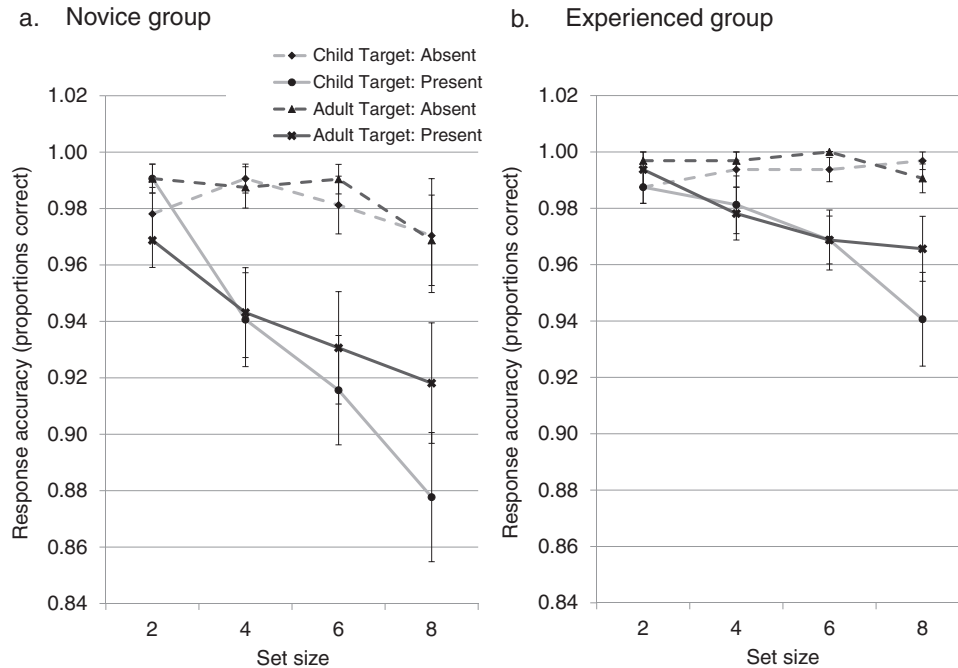 a. Novice group
Child Target: Absent
Child Target: Present
Adult Target: Absent
Adult Target: Present
Response accuracy (proportions correct)
1.02
1.00
0.98
0.96
0.94
0.92
0.90
0.88
0.86
0.84
2 4 6 8
Set size
b. Experienced group
Response accuracy (proportions correct)
1.02
1.00
0.98
0.96
0.94
0.92
0.90
0.88
0.86
0.84
2 4 6 8
Set size